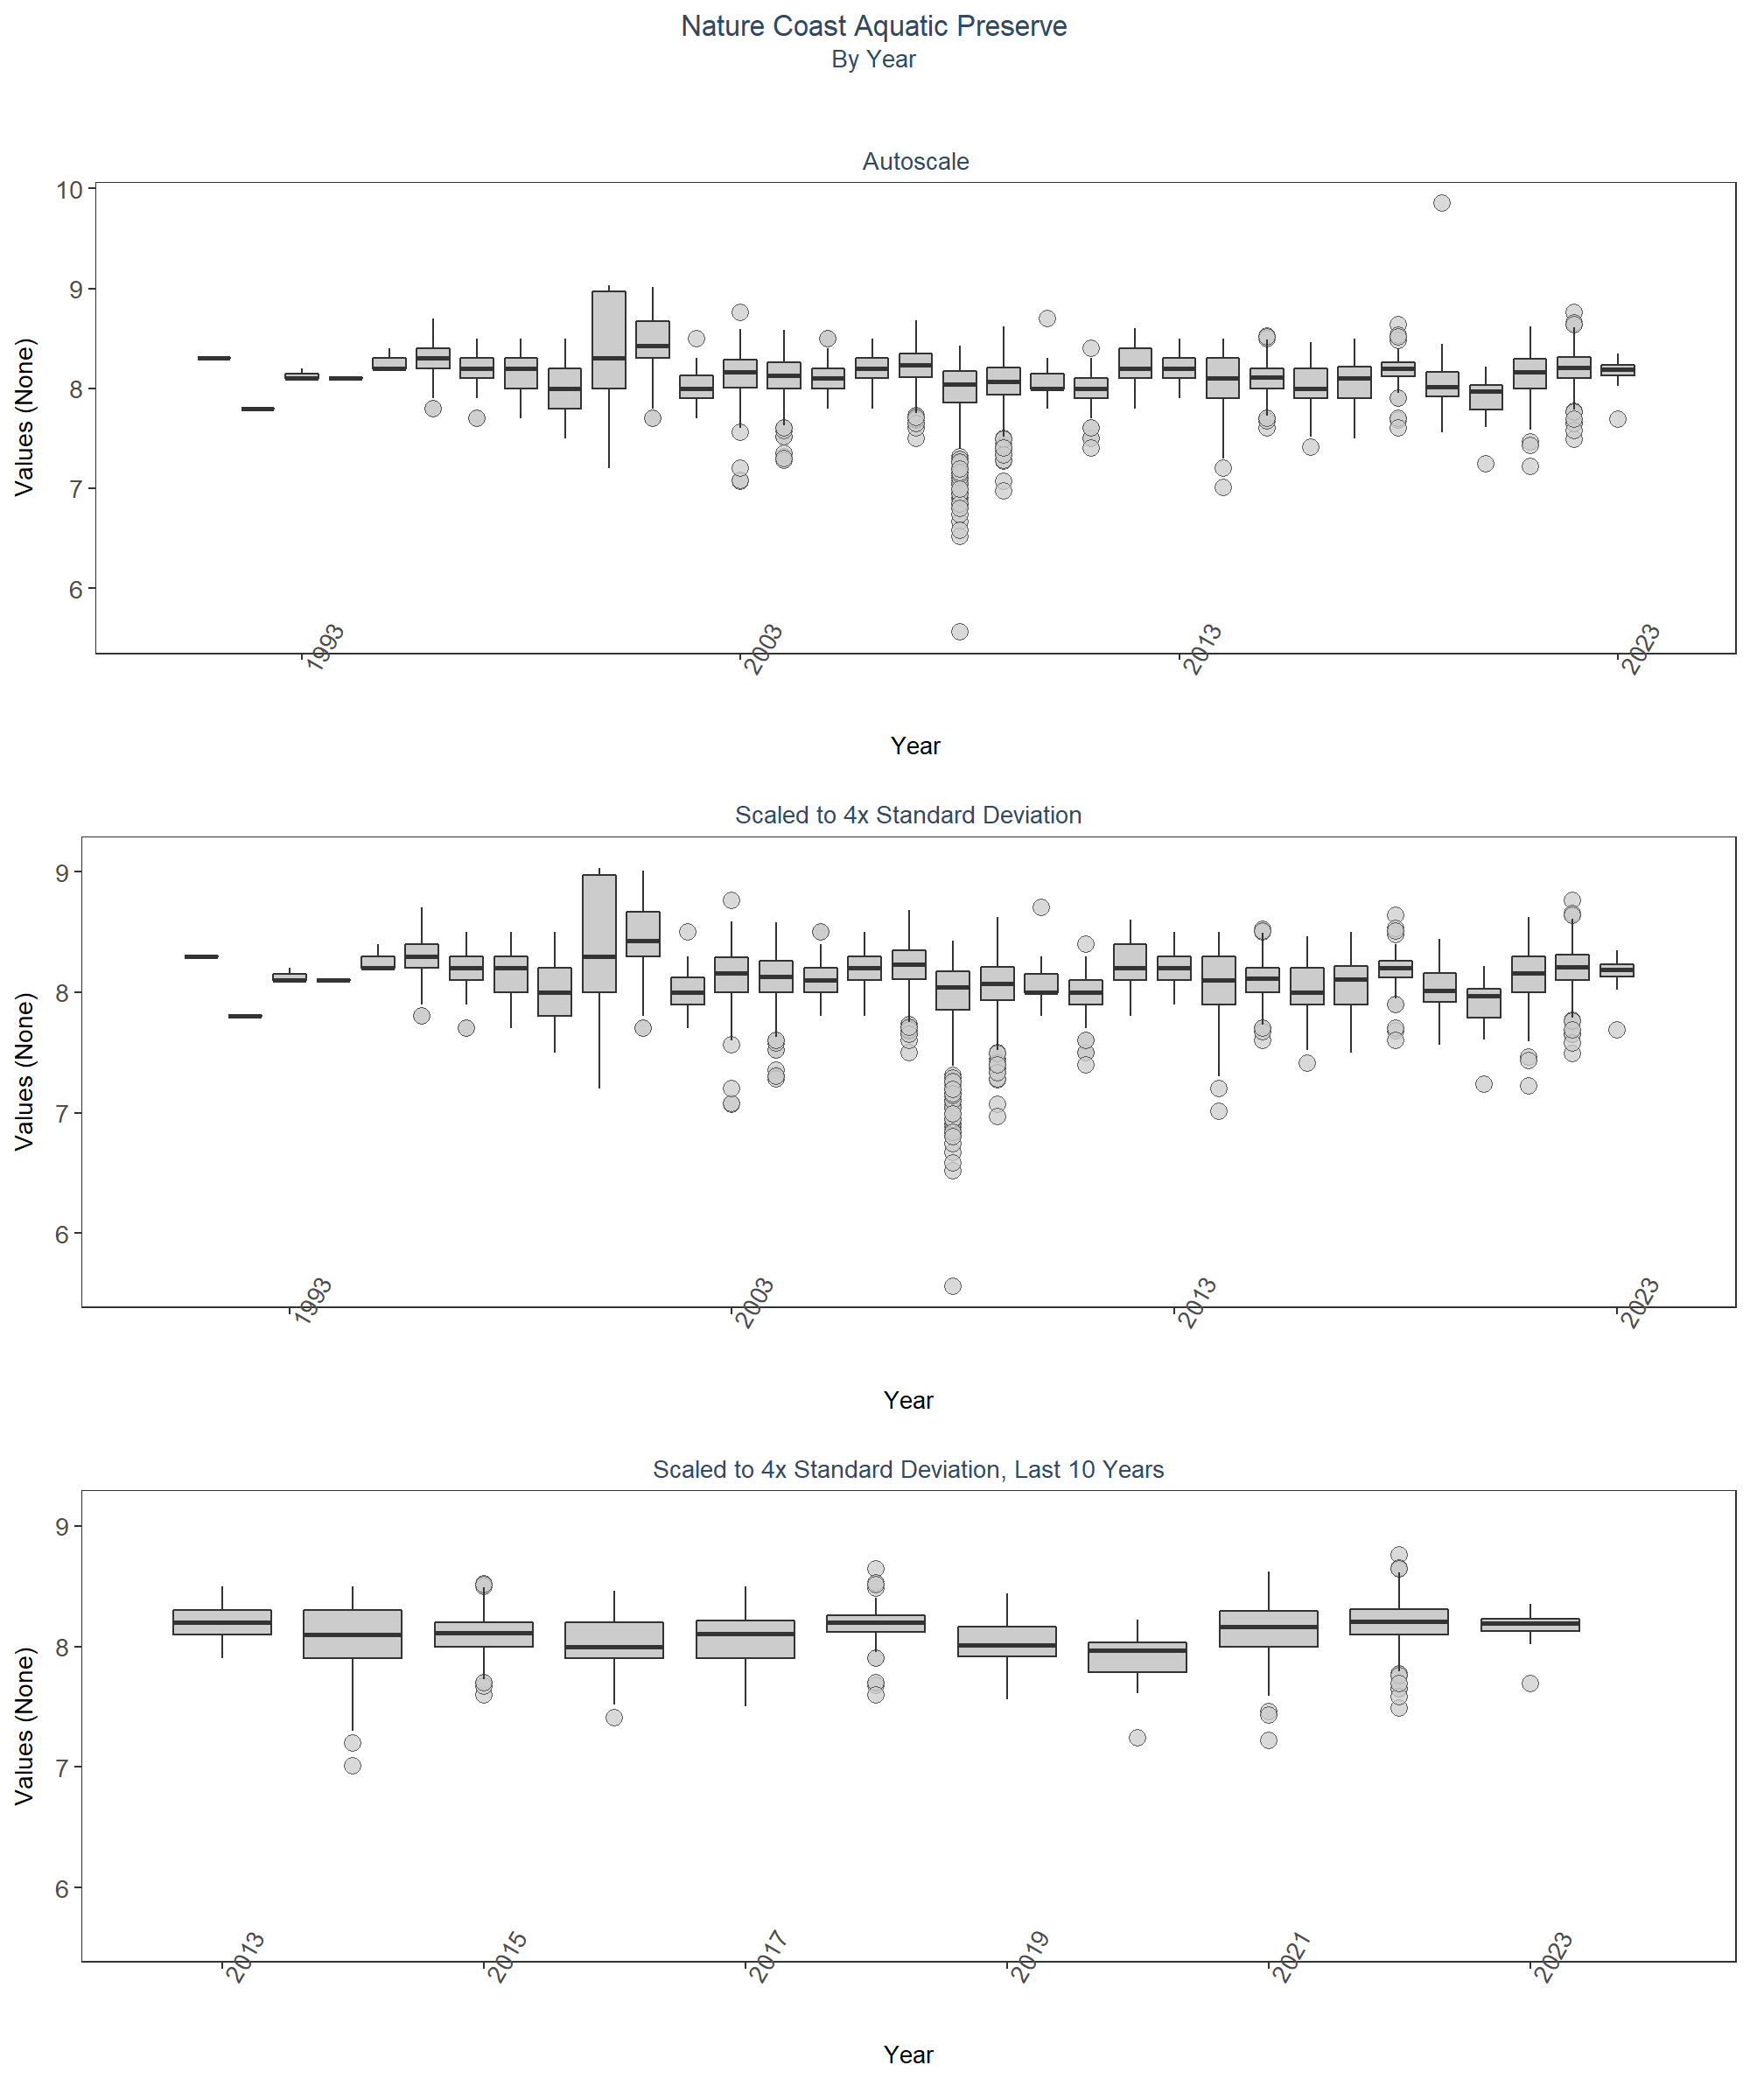 Nature Coast Aquatic Preserve
By Year
Autoscale
10
9
8
7
6
Values (None)
1993
2003
2013
2023
Year
Scaled to 4x Standard Deviation
9
8
7
6
Values (None)
1993
2003
2013
2023
Year
Scaled to 4x Standard Deviation, Last 10 Years
9
8
7
6
Values (None)
2013
2015
2017
2019
2021
2023
Year